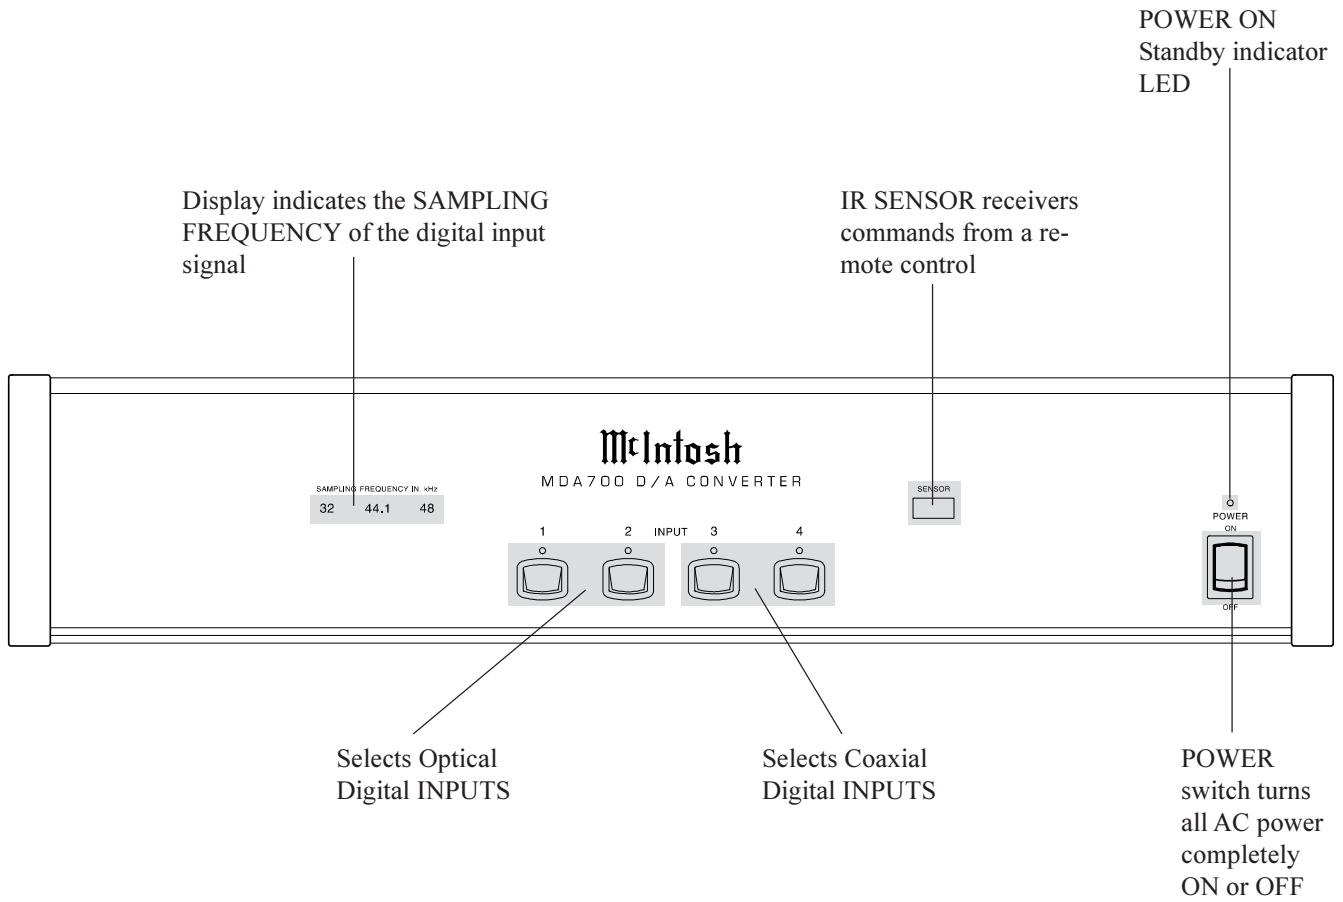 POWER ON
Standby indicator
LED
Display indicates the SAMPLING
FREQUENCY of the digital input
signal
IR SENSOR receivers
commands from a re-
mote control
McIntosh
MDA700 D/A CONVERTER
SAMPLING FREQUENCY IN kHz
32 44.1 48
SENSOR
1 2 INPUT 3 4
POWER
ON
OFF
Selects Optical
Digital INPUTS
Selects Coaxial
Digital INPUTS
POWER
switch turns
all AC power
completely
ON or OFF